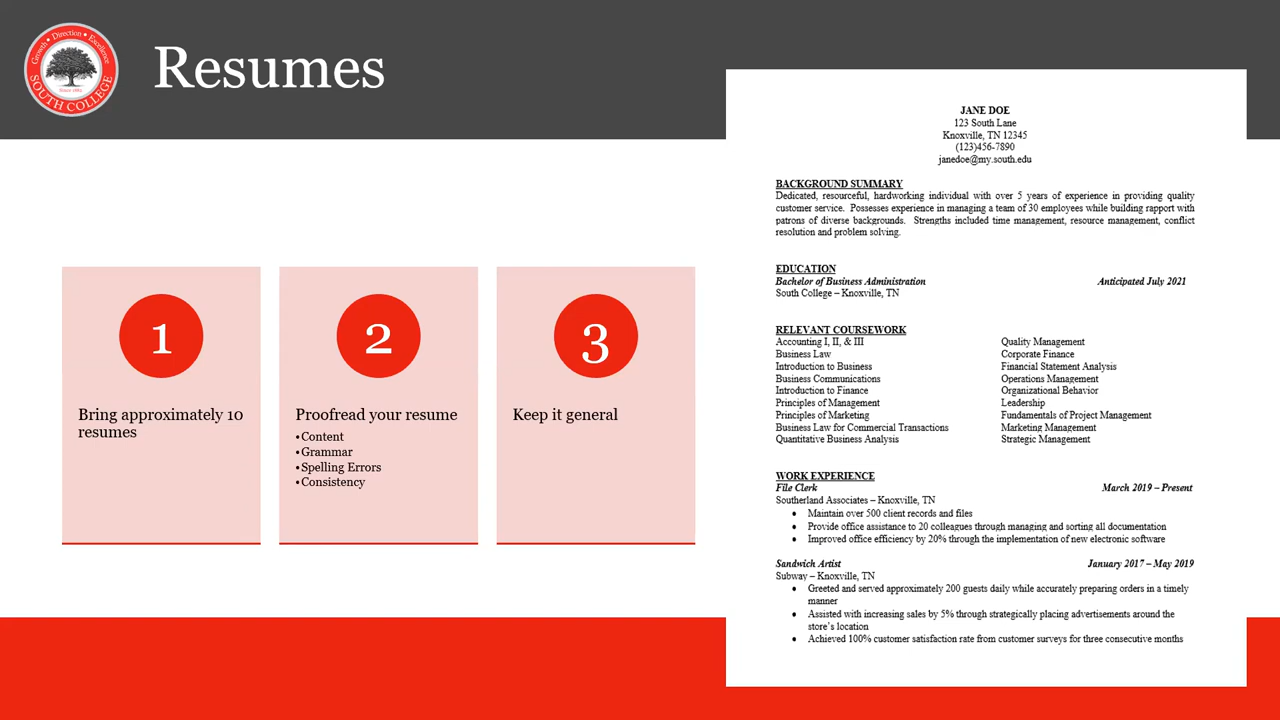 Growth • Direction • Excellence
SOUTH COLLEGE
Since 1882
Resumes
1
Bring approximately 10
resumes
2
Proofread your resume
•Content
•Grammar
•Spelling Errors
•Consistency
3
Keep it general
JANE DOE
123 South Lane
Knoxville, TN 12345
(123)456-7890
janedoe@my.south.edu
BACKGROUND SUMMARY
Dedicated, resourceful, hardworking individual with over 5 years of experience in providing quality
customer service. Possesses experience in managing a team of 30 employees while building rapport with
patrons of diverse backgrounds. Strengths included time management, resource management, conflict
resolution and problem solving.
EDUCATION
Bachelor of Business Administration Anticipated July 2021
South College – Knoxville, TN
RELEVANT COURSEWORK
Accounting I, II, & III Quality Management
Business Law Corporate Finance
Introduction to Business Financial Statement Analysis
Business Communications Operations Management
Introduction to Finance Organizational Behavior
Principles of Management Leadership
Principles of Marketing Fundamentals of Project Management
Business Law for Commercial Transactions Marketing Management
Quantitative Business Analysis Strategic Management
WORK EXPERIENCE
File Clerk March 2019 – Present
Southerland Associates – Knoxville, TN
• Maintain over 500 client records and files
• Provide office assistance to 20 colleagues through managing and sorting all documentation
• Improved office efficiency by 20% through the implementation of new electronic software
Sandwich Artist January 2017 – May 2019
Subway – Knoxville, TN
• Greeted and served approximately 200 guests daily while accurately preparing orders in a timely
manner
• Assisted with increasing sales by 5% through strategically placing advertisements around the
store's location
• Achieved 100% customer satisfaction rate from customer surveys for three consecutive months